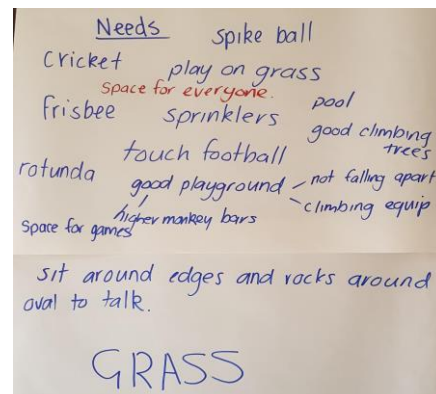 Needs
spike ball
Cricket
play on grass
Space for everyone.
pool
frisbee
sprinklers
good climbing trees
touch football
rotunda
good playground
not falling apart
climbing equip
higher monkey bars
Space for games
sit around edges and rocks around
oval to talk.
GRASS